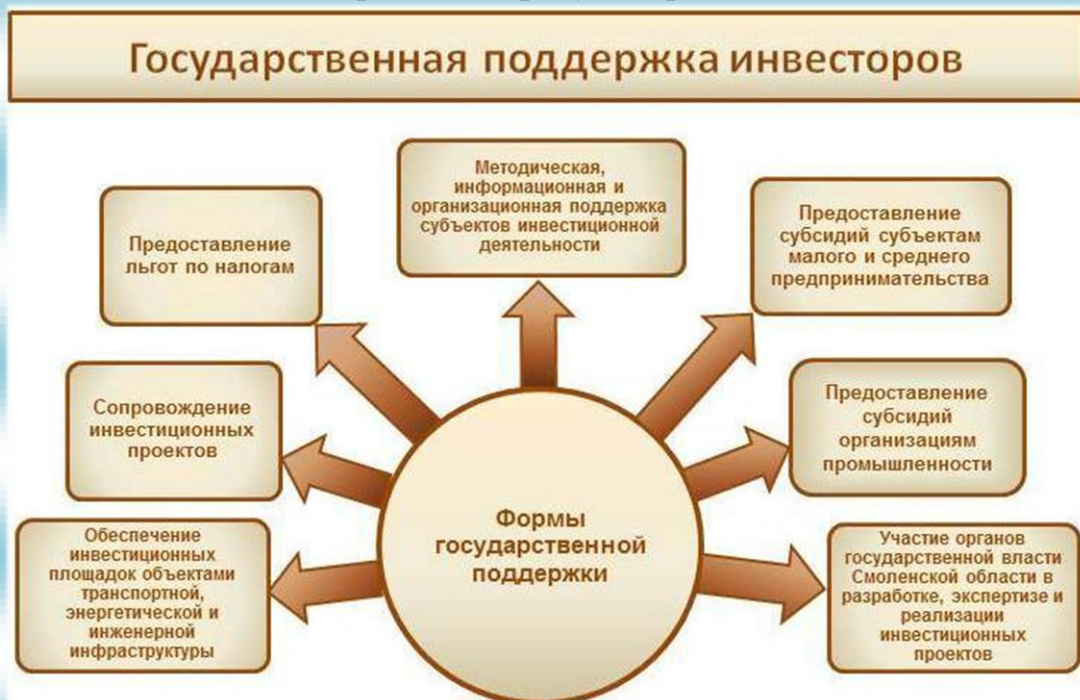 Государственная поддержка инвесторов
Методическая,
информационная и
организационная поддержка
субъектов инвестиционной
деятельности
Предоставление
льгот по налогам
Предоставление
субсидий субъектам
малого и среднего
предпринимательства
Сопровождение
инвестиционных
проектов
Предоставление
субсидий
организациям
промышленности
Формы
государственной
поддержки
Обеспечение
инвестиционных
площадок объектами
транспортной,
энергетической и
инженерной
инфраструктуры
Участие органов
государственной власти
Смоленской области в
разработке, экспертизе и
реализации
инвестиционных
проектов